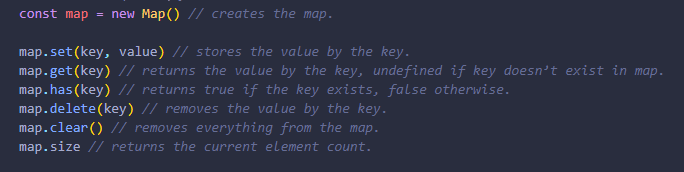 const map = new Map() // creates the map.
map.set(key, value) // stores the value by the key.
map.get(key) // returns the value by the key, undefined if key doesn’t exist in map.
map.has(key) // returns true if the key exists, false otherwise.
map.delete(key) // removes the value by the key.
map.clear() // removes everything from the map.
map.size // returns the current element count.